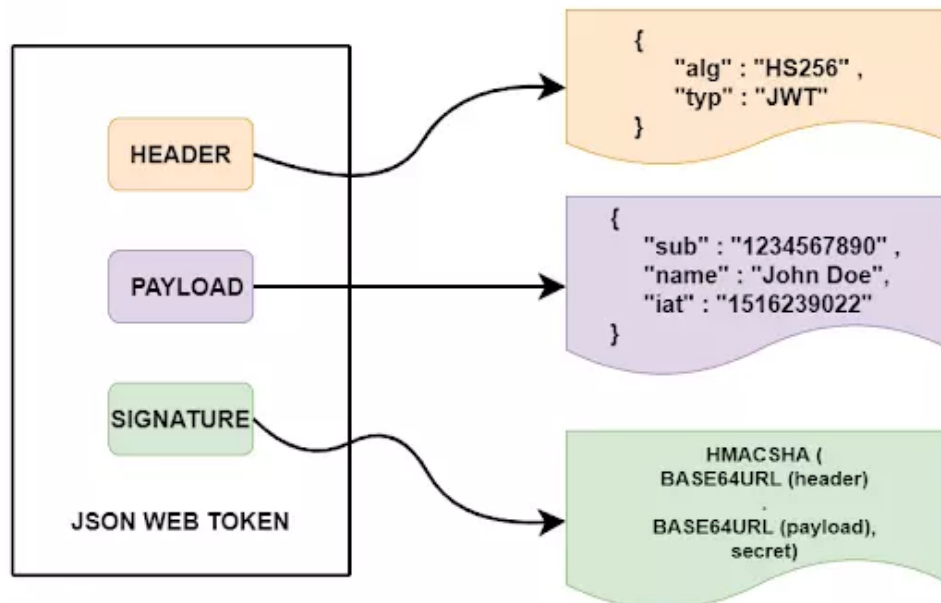 HEADER
PAYLOAD
SIGNATURE
JSON WEB TOKEN
{
"alg" : "HS256" ,
"typ" : "JWT"
}
{
"sub" : "1234567890" ,
"name" : "John Doe",
"iat" : "1516239022"
}
HMACSHA (
BASE64URL (header)
.
BASE64URL (payload),
secret)